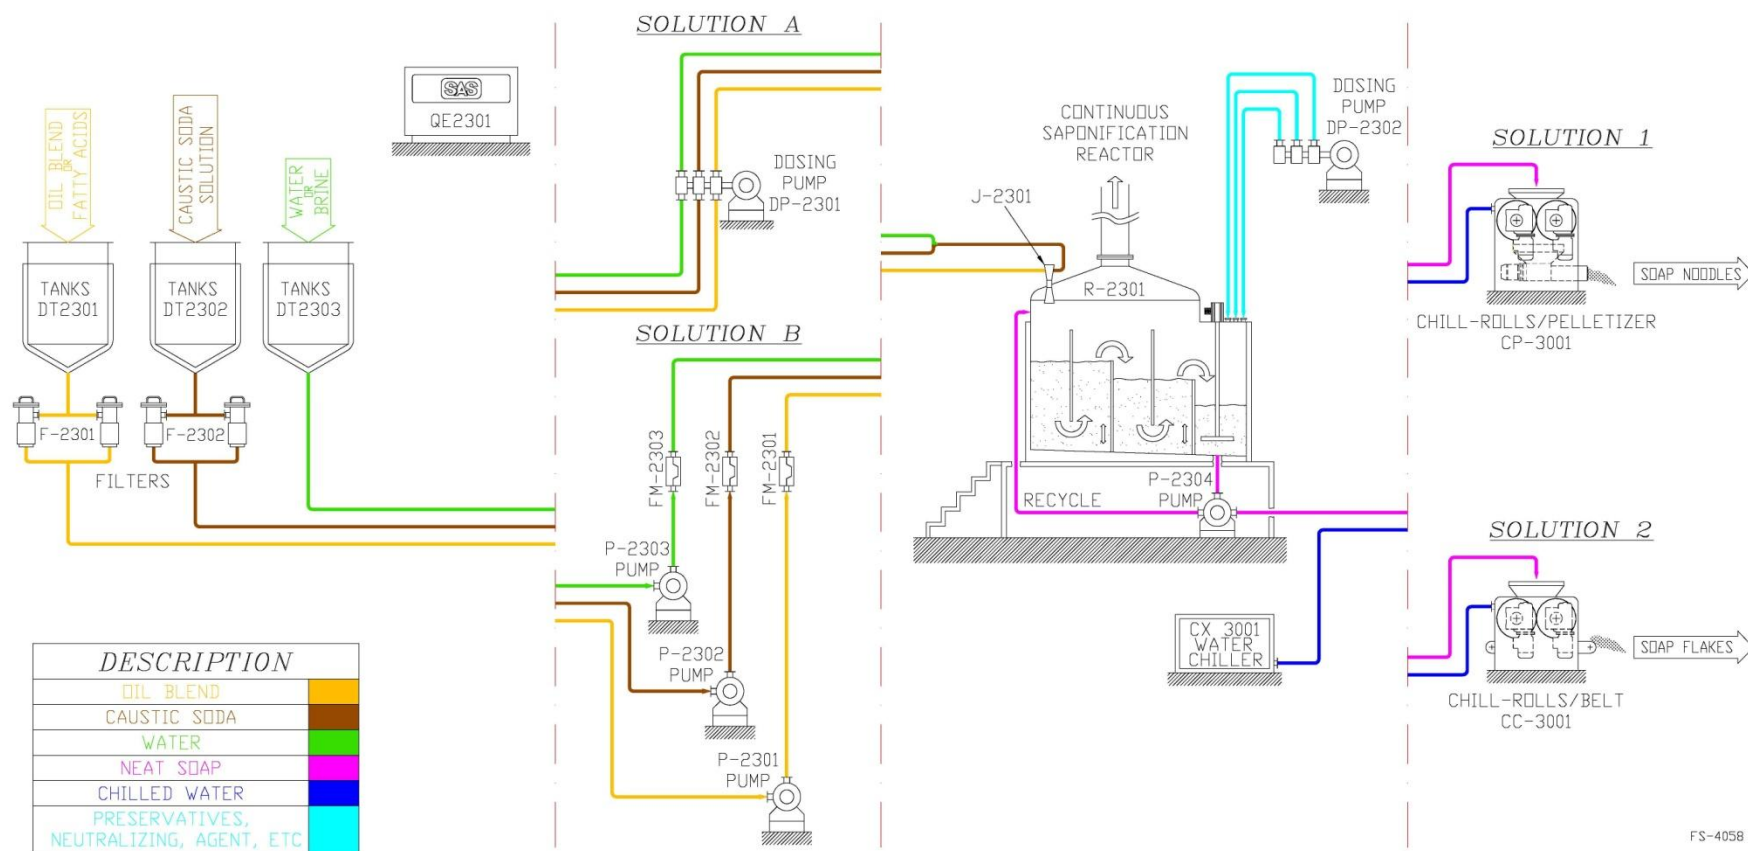 SOLUTION A
SAS
QE2301
OIL BLEND
OR
FATTY ACIDS
CAUSTIC SODA
SOLUTION
WATER
OR
BRINE
TANKS
DT2301
TANKS
DT2302
TANKS
DT2303
F-2301
F-2302
FILTERS
DOSING
PUMP
DP-2301
SOLUTION B
FM-2303
FM-2302
FM-2301
P-2303
PUMP
P-2302
PUMP
P-2301
PUMP
CONTINUOUS
SAPONIFICATION
REACTOR
J-2301
R-2301
DOSING
PUMP
DP-2302
P-2304
PUMP
RECYCLE
CX 3001
WATER
CHILLER
SOLUTION 1
SOAP NOODLES
CHILL-ROLLS/PELLETIZER
CP-3001
SOLUTION 2
SOAP FLAKES
CHILL-ROLLS/BELT
CC-3001
DESCRIPTION
OIL BLEND
CAUSTIC SODA
WATER
NEAT SOAP
CHILLED WATER
PRESERVATIVES,
NEUTRALIZING, AGENT, ETC
FS-4058